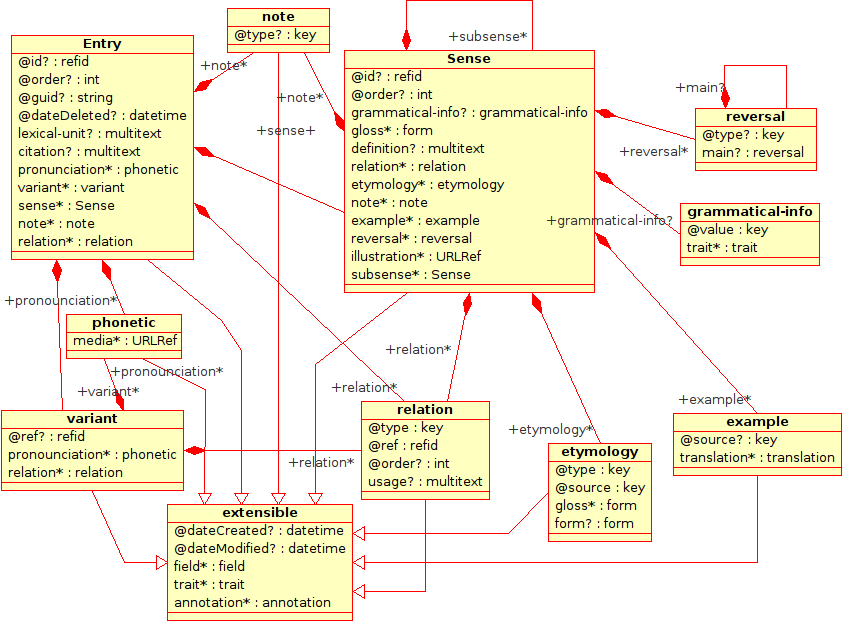 note
@type? : key
+subsense*
Entry
@id? : refid
@order? : int
@guid? : string
@dateDeleted? : datetime
lexical-unit? : multitext
citation? : multitext
pronunciation* : phonetic
variant* : variant
sense* : Sense
note* : note
relation* : relation
+note*
+note*
+sense+
Sense
@id? : refid
@order? : int
grammatical-info? : grammatical-info
gloss* : form
definition? : multitext
relation* : relation
etymology* : etymology
note* : note
example* : example
reversal* : reversal
illustration* : URLRef
subsense* : Sense
+main?
reversal
@type? : key
main? : reversal
+reversal*
grammatical-info
@value : key
trait* : trait
+grammatical-info?
+pronounciation*
phonetic
media* : URLRef
+pronounciation*
+variant*
+relation*
+relation*
variant
@ref? : refid
pronounciation* : phonetic
relation* : relation
+relation*
relation
@type : key
@ref : refid
@order? : int
usage? : multitext
+etymology*
etymology
@type : key
@source : key
gloss* : form
form? : form
+example*
example
@source? : key
translation* : translation
extensible
@dateCreated? : datetime
@dateModified? : datetime
field* : field
trait* : trait
annotation* : annotation